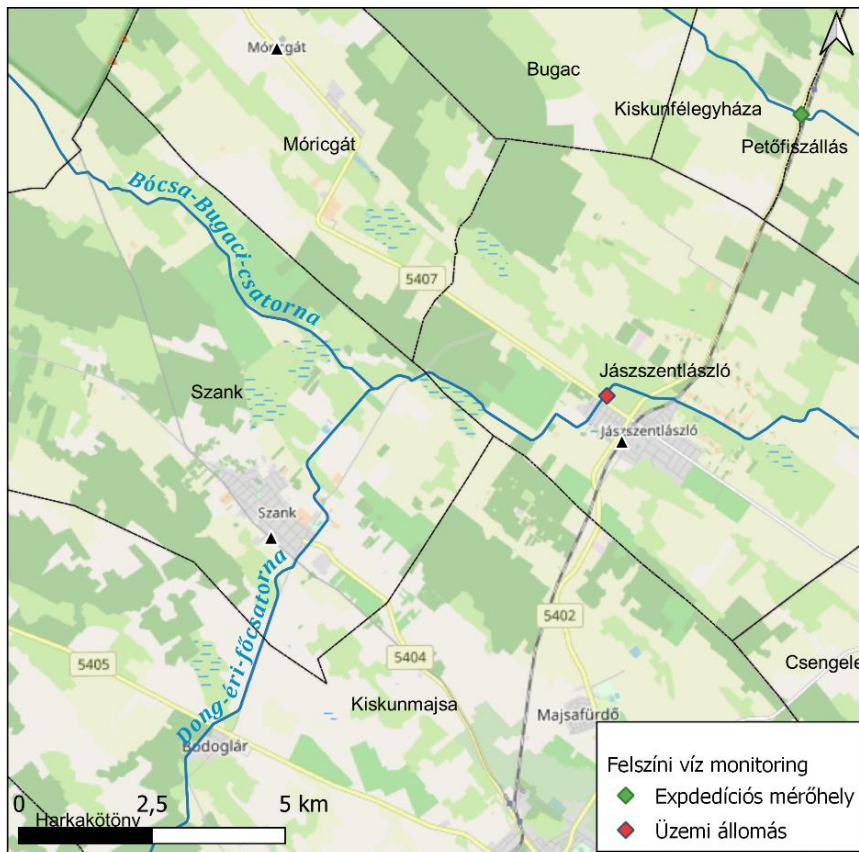 Móricgát
Bugac
Kiskunfélegyháza
Móricgát
Petőfiszállás
Bócsa-Bugaci-csatorna
5407
Jászszentlászló
Szank
Jászszentlászló
Szank
Dong-éri-főcsatorna
5402
5404
5405
Csengele
Kiskunmajsa
Majsafürdő
Bodoglár
Felszíni víz monitoring
0 2,5 5 km
Expdedíciós mérőhely
Harkakötöny
Üzemi állomás